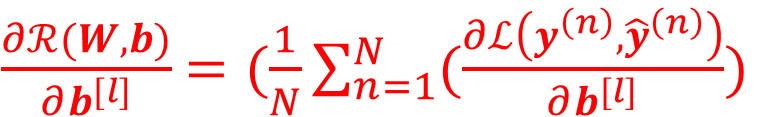 ∂ℛ(𝑾,𝒃)/∂𝒃^[𝑙] = (1/𝑁 ∑_{𝑛=1}^{𝑁}(∂ℒ(𝒚^(𝑛),𝒚̂^(𝑛))/∂𝒃^[𝑙])